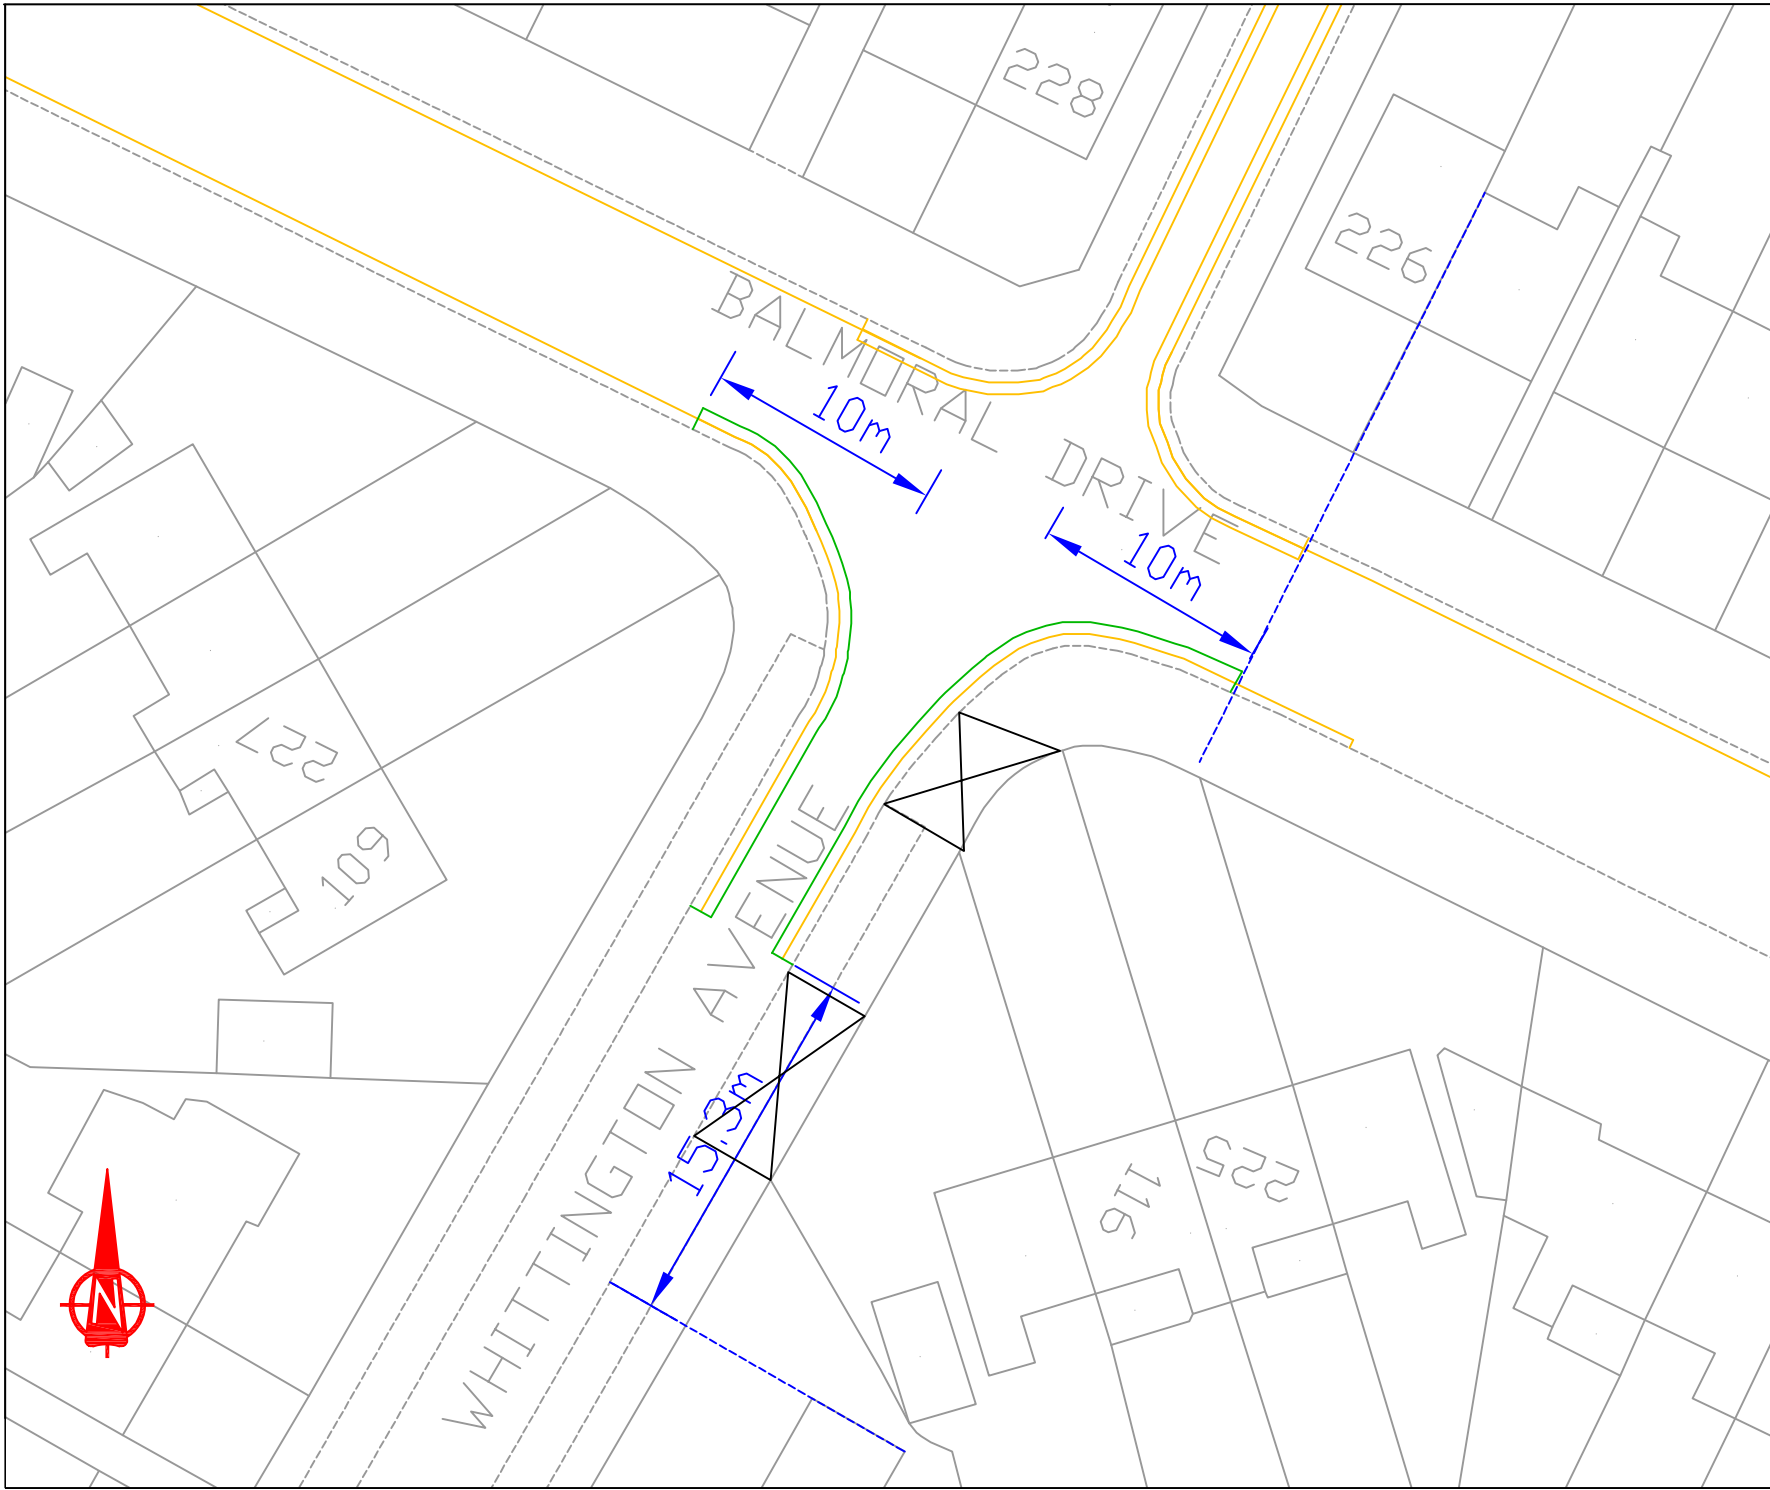 228
226
BALMORAL DRIVE
10m
10m
227
109
WHITTINGTON AVENUE
15.3m
225
116
N